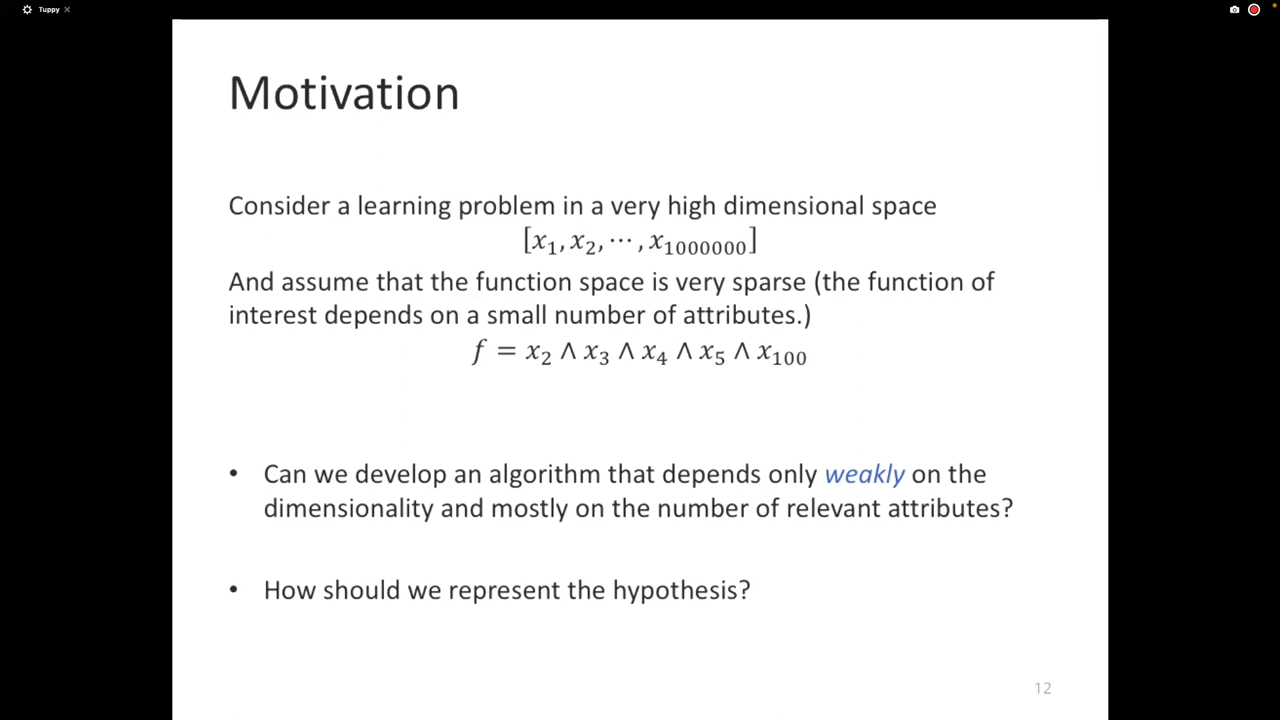 Tuppy
Motivation
Consider a learning problem in a very high dimensional space
[x₁, x₂, ⋯ , x₁₀₀₀₀₀₀]
And assume that the function space is very sparse (the function of
interest depends on a small number of attributes.)
f = x₂ ∧ x₃ ∧ x₄ ∧ x₅ ∧ x₁₀₀
• Can we develop an algorithm that depends only weakly on the
dimensionality and mostly on the number of relevant attributes?
• How should we represent the hypothesis?
12